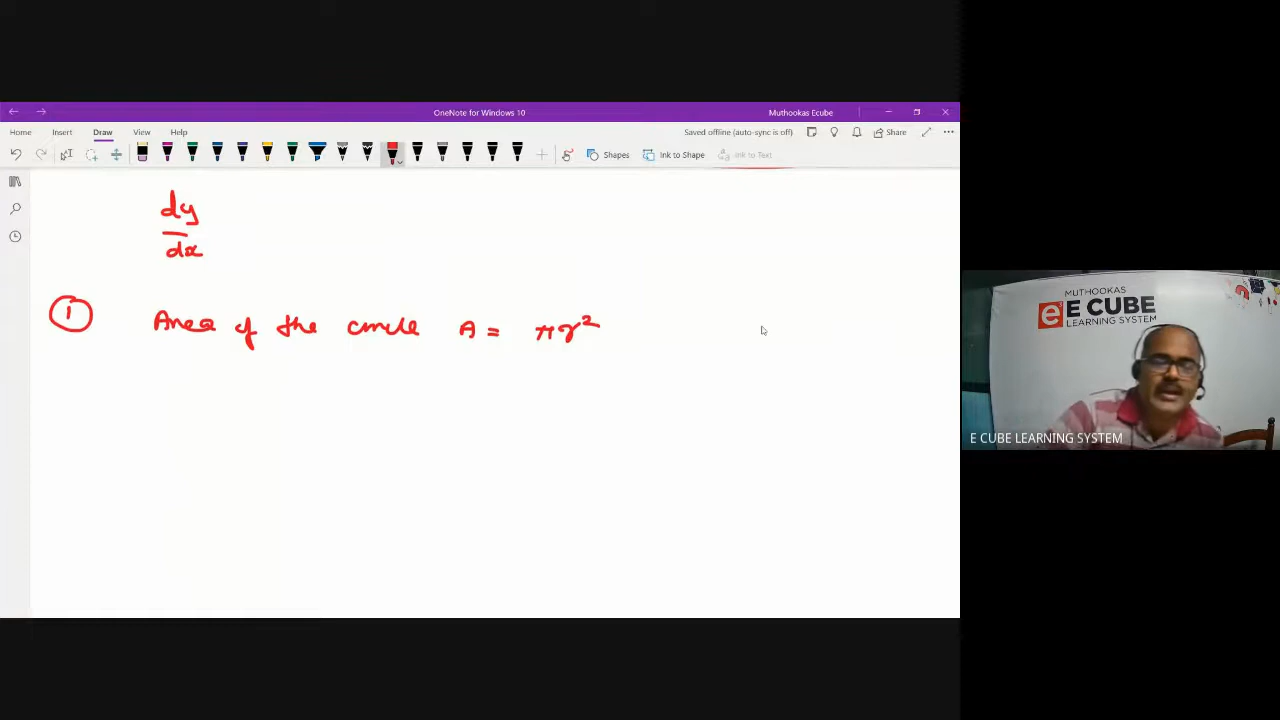 OneNote for Windows 10
Muthookas Ecube
Home Insert Draw View Help
Saved offline (auto-sync is off)
Share
Shapes
Ink to Shape
Ink to Text
dy
dx
1
Area of the circle A = πr²
MUTHOOKAS
e E CUBE
LEARNING SYSTEM
E CUBE LEARNING SYSTEM